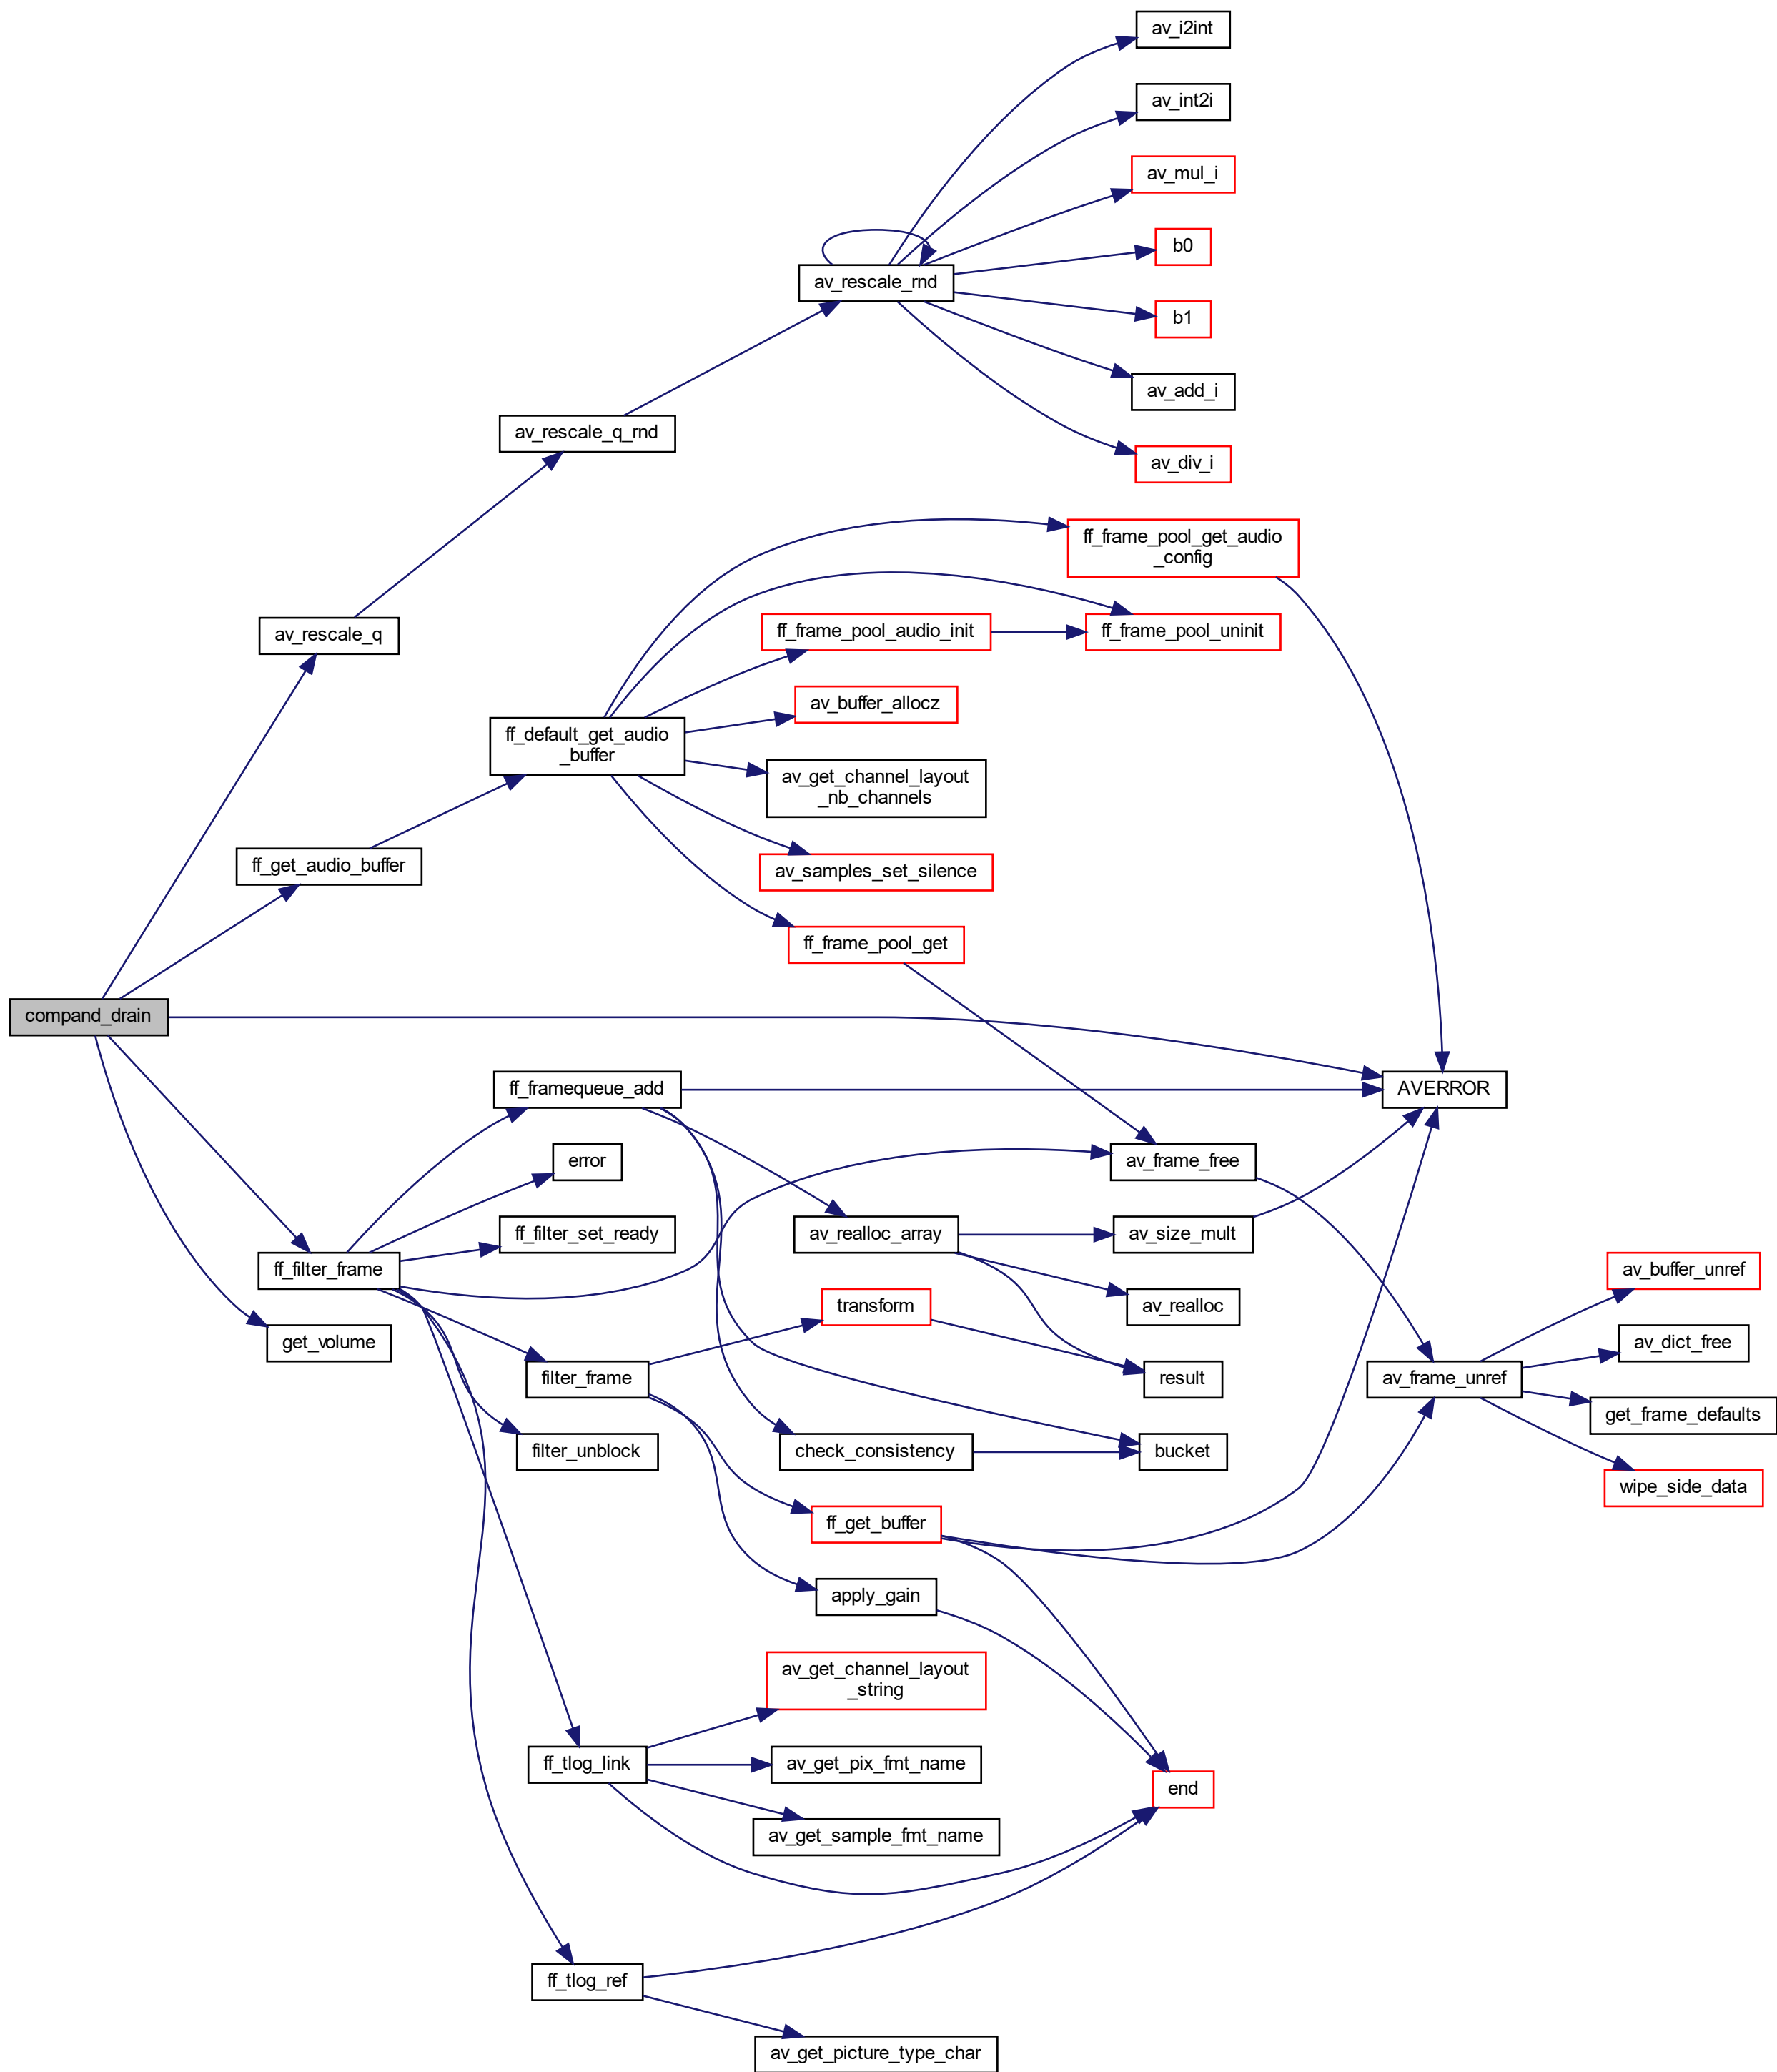 av_i2int
av_int2i
av_mul_i
b0
av_rescale_rnd
b1
av_add_i
av_rescale_q_rnd
av_div_i
ff_frame_pool_get_audio
_config
av_rescale_q
ff_frame_pool_audio_init
ff_frame_pool_uninit
av_buffer_allocz
ff_default_get_audio
_buffer
av_get_channel_layout
_nb_channels
ff_get_audio_buffer
av_samples_set_silence
ff_frame_pool_get
compand_drain
ff_framequeue_add
AVERROR
error
av_frame_free
ff_filter_set_ready
av_realloc_array
av_size_mult
ff_filter_frame
av_buffer_unref
transform
av_realloc
get_volume
av_dict_free
filter_frame
result
av_frame_unref
get_frame_defaults
filter_unblock
check_consistency
bucket
wipe_side_data
ff_get_buffer
apply_gain
av_get_channel_layout
_string
ff_tlog_link
av_get_pix_fmt_name
end
av_get_sample_fmt_name
ff_tlog_ref
av_get_picture_type_char